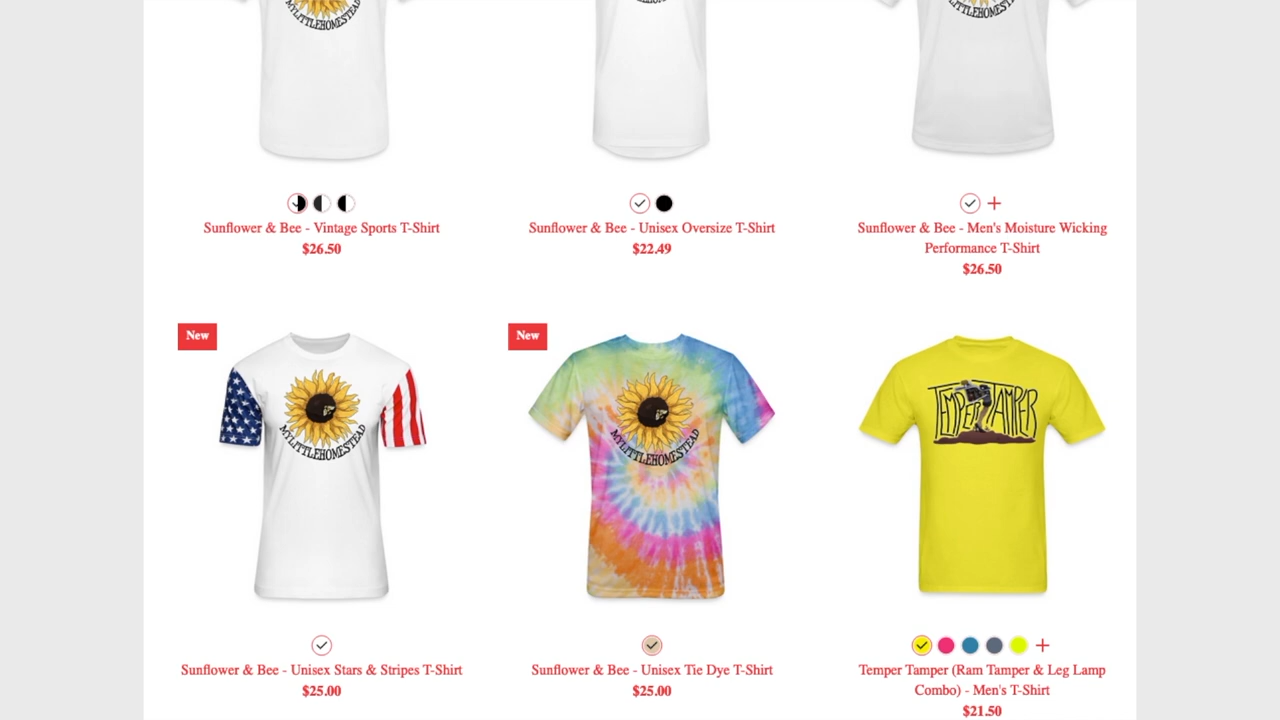 MYLITTLEHOMESTEAD
Sunflower & Bee - Vintage Sports T-Shirt
$26.50
Sunflower & Bee - Unisex Oversize T-Shirt
$22.49
Sunflower & Bee - Men's Moisture Wicking
Performance T-Shirt
$26.50
New
New
MYLITTLEHOMESTEAD
MYLITTLEHOMESTEAD
TEMPER TAMPER
Sunflower & Bee - Unisex Stars & Stripes T-Shirt
$25.00
Sunflower & Bee - Unisex Tie Dye T-Shirt
$25.00
Temper Tamper (Ram Tamper & Leg Lamp
Combo) - Men's T-Shirt
$21.50